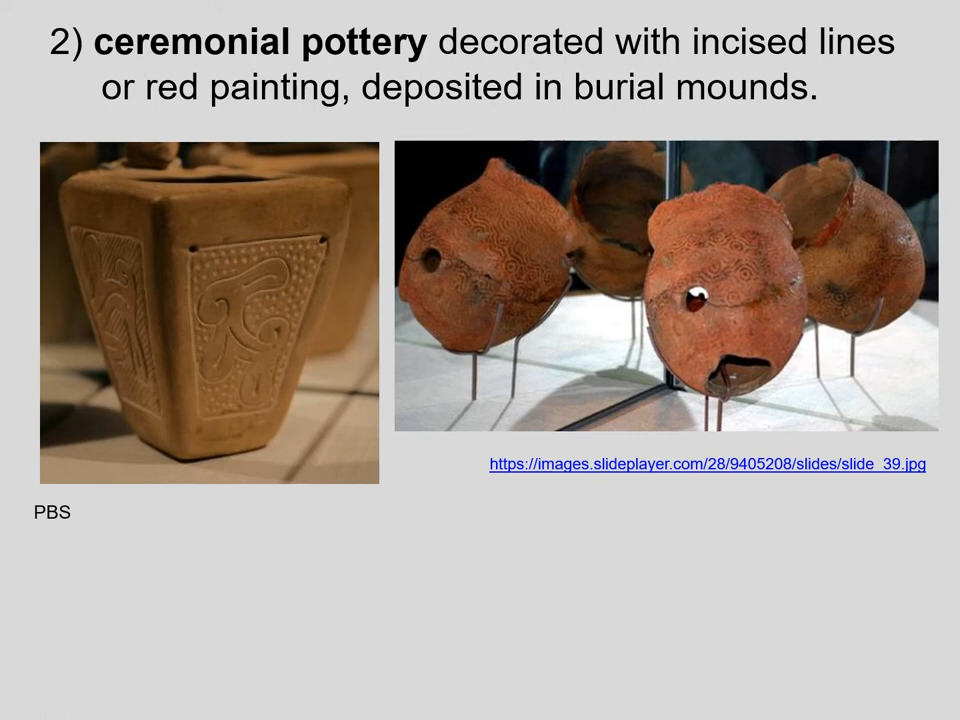 2) ceremonial pottery decorated with incised lines
or red painting, deposited in burial mounds.
https://images.slideplayer.com/28/9405208/slides/slide_39.jpg
PBS